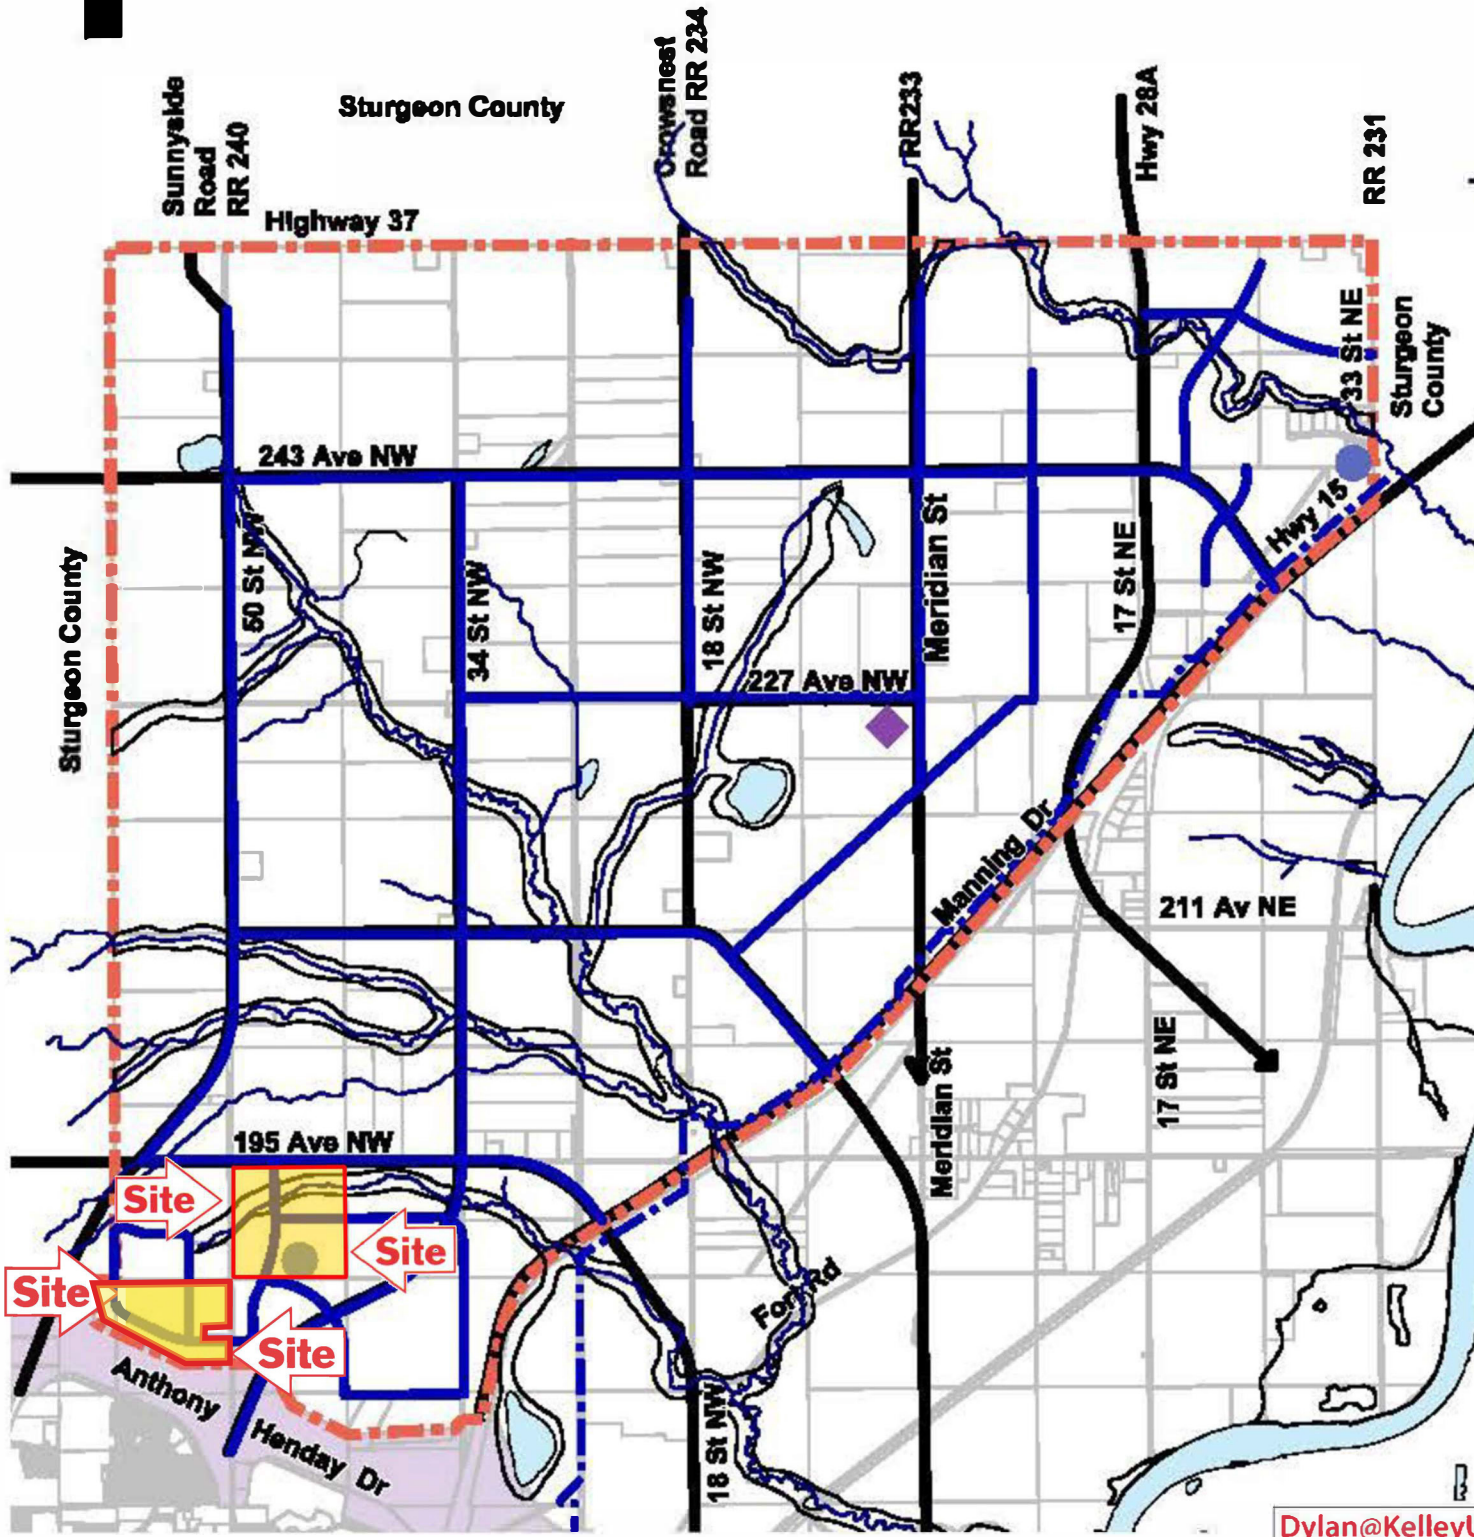 Sturgeon County
Sunnyside
Road
RR 240
Crowsnest
Road RR 234
RR233
Hwy 28A
RR 231
Highway 37
33 St NE
Sturgeon
County
243 Ave NW
Hwy 15
Sturgeon County
50 St NW
34 St NW
18 St NW
Meridian St
17 St NE
227 Ave NW
Manning Dr
211 Av NE
17 St NE
Meridian St
195 Ave NW
Site
Site
Site
Site
Fort Rd
Anthony
Henday Dr
18 St NW